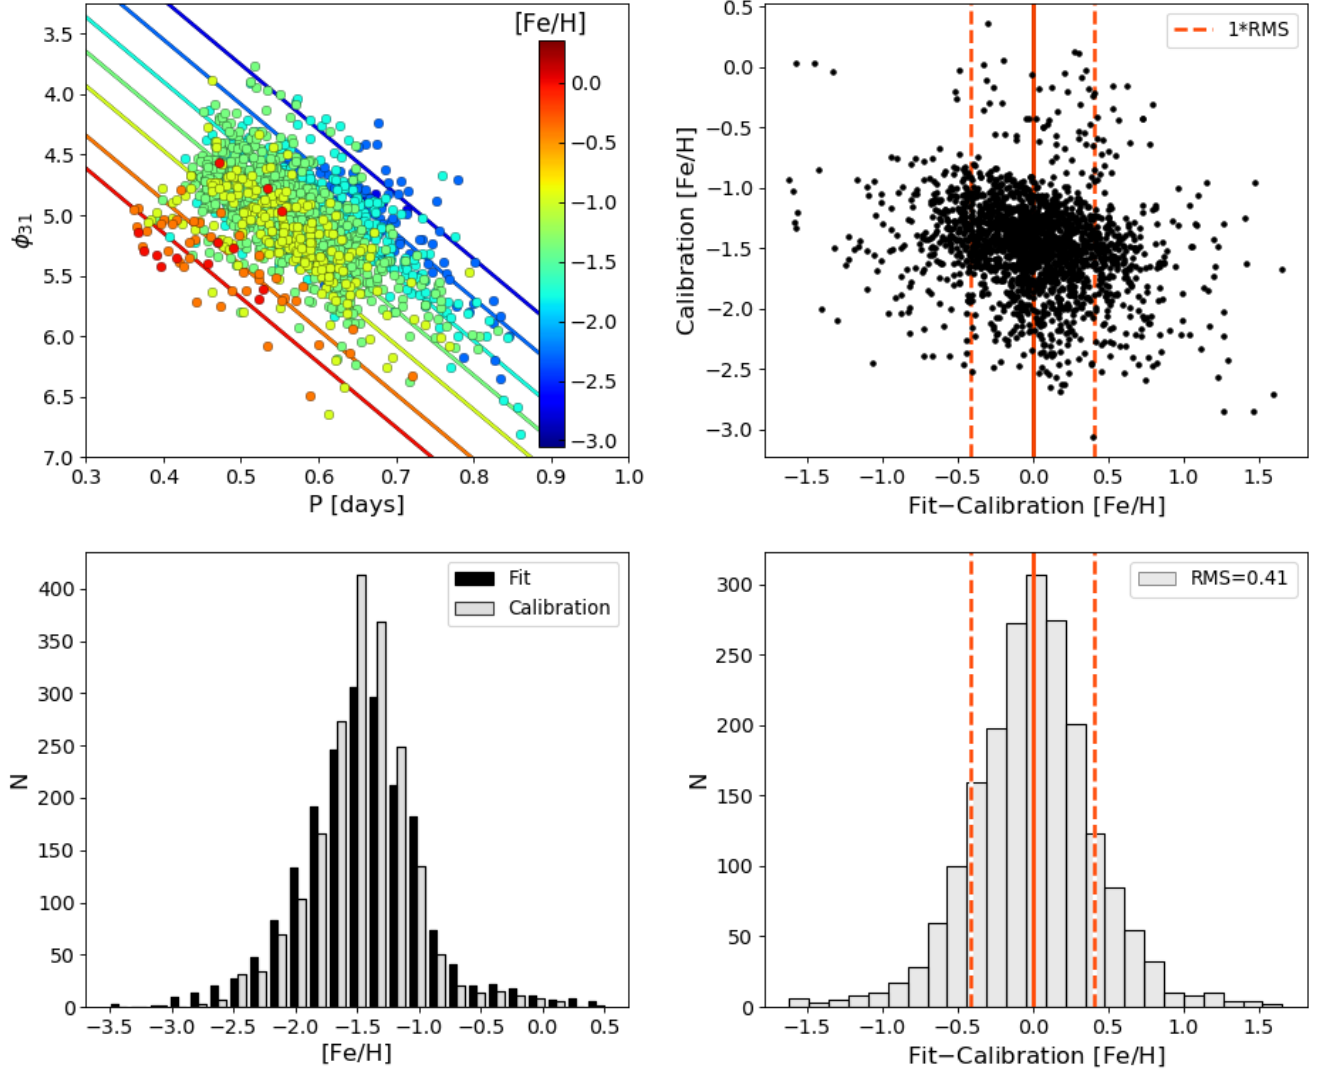 [Fe/H]
3.5
4.0
4.5
5.0
5.5
6.0
6.5
7.0
ϕ31
0.3 0.4 0.5 0.6 0.7 0.8 0.9 1.0
P [days]
0.0
−0.5
−1.0
−1.5
−2.0
−2.5
−3.0
0.5
0.0
−0.5
−1.0
−1.5
−2.0
−2.5
−3.0
Calibration [Fe/H]
1*RMS
−1.5 −1.0 −0.5 0.0 0.5 1.0 1.5
Fit−Calibration [Fe/H]
400
350
300
250
200
150
100
50
0
N
Fit
Calibration
−3.5 −3.0 −2.5 −2.0 −1.5 −1.0 −0.5 0.0 0.5
[Fe/H]
300
250
200
150
100
50
0
N
RMS=0.41
−1.5 −1.0 −0.5 0.0 0.5 1.0 1.5
Fit−Calibration [Fe/H]